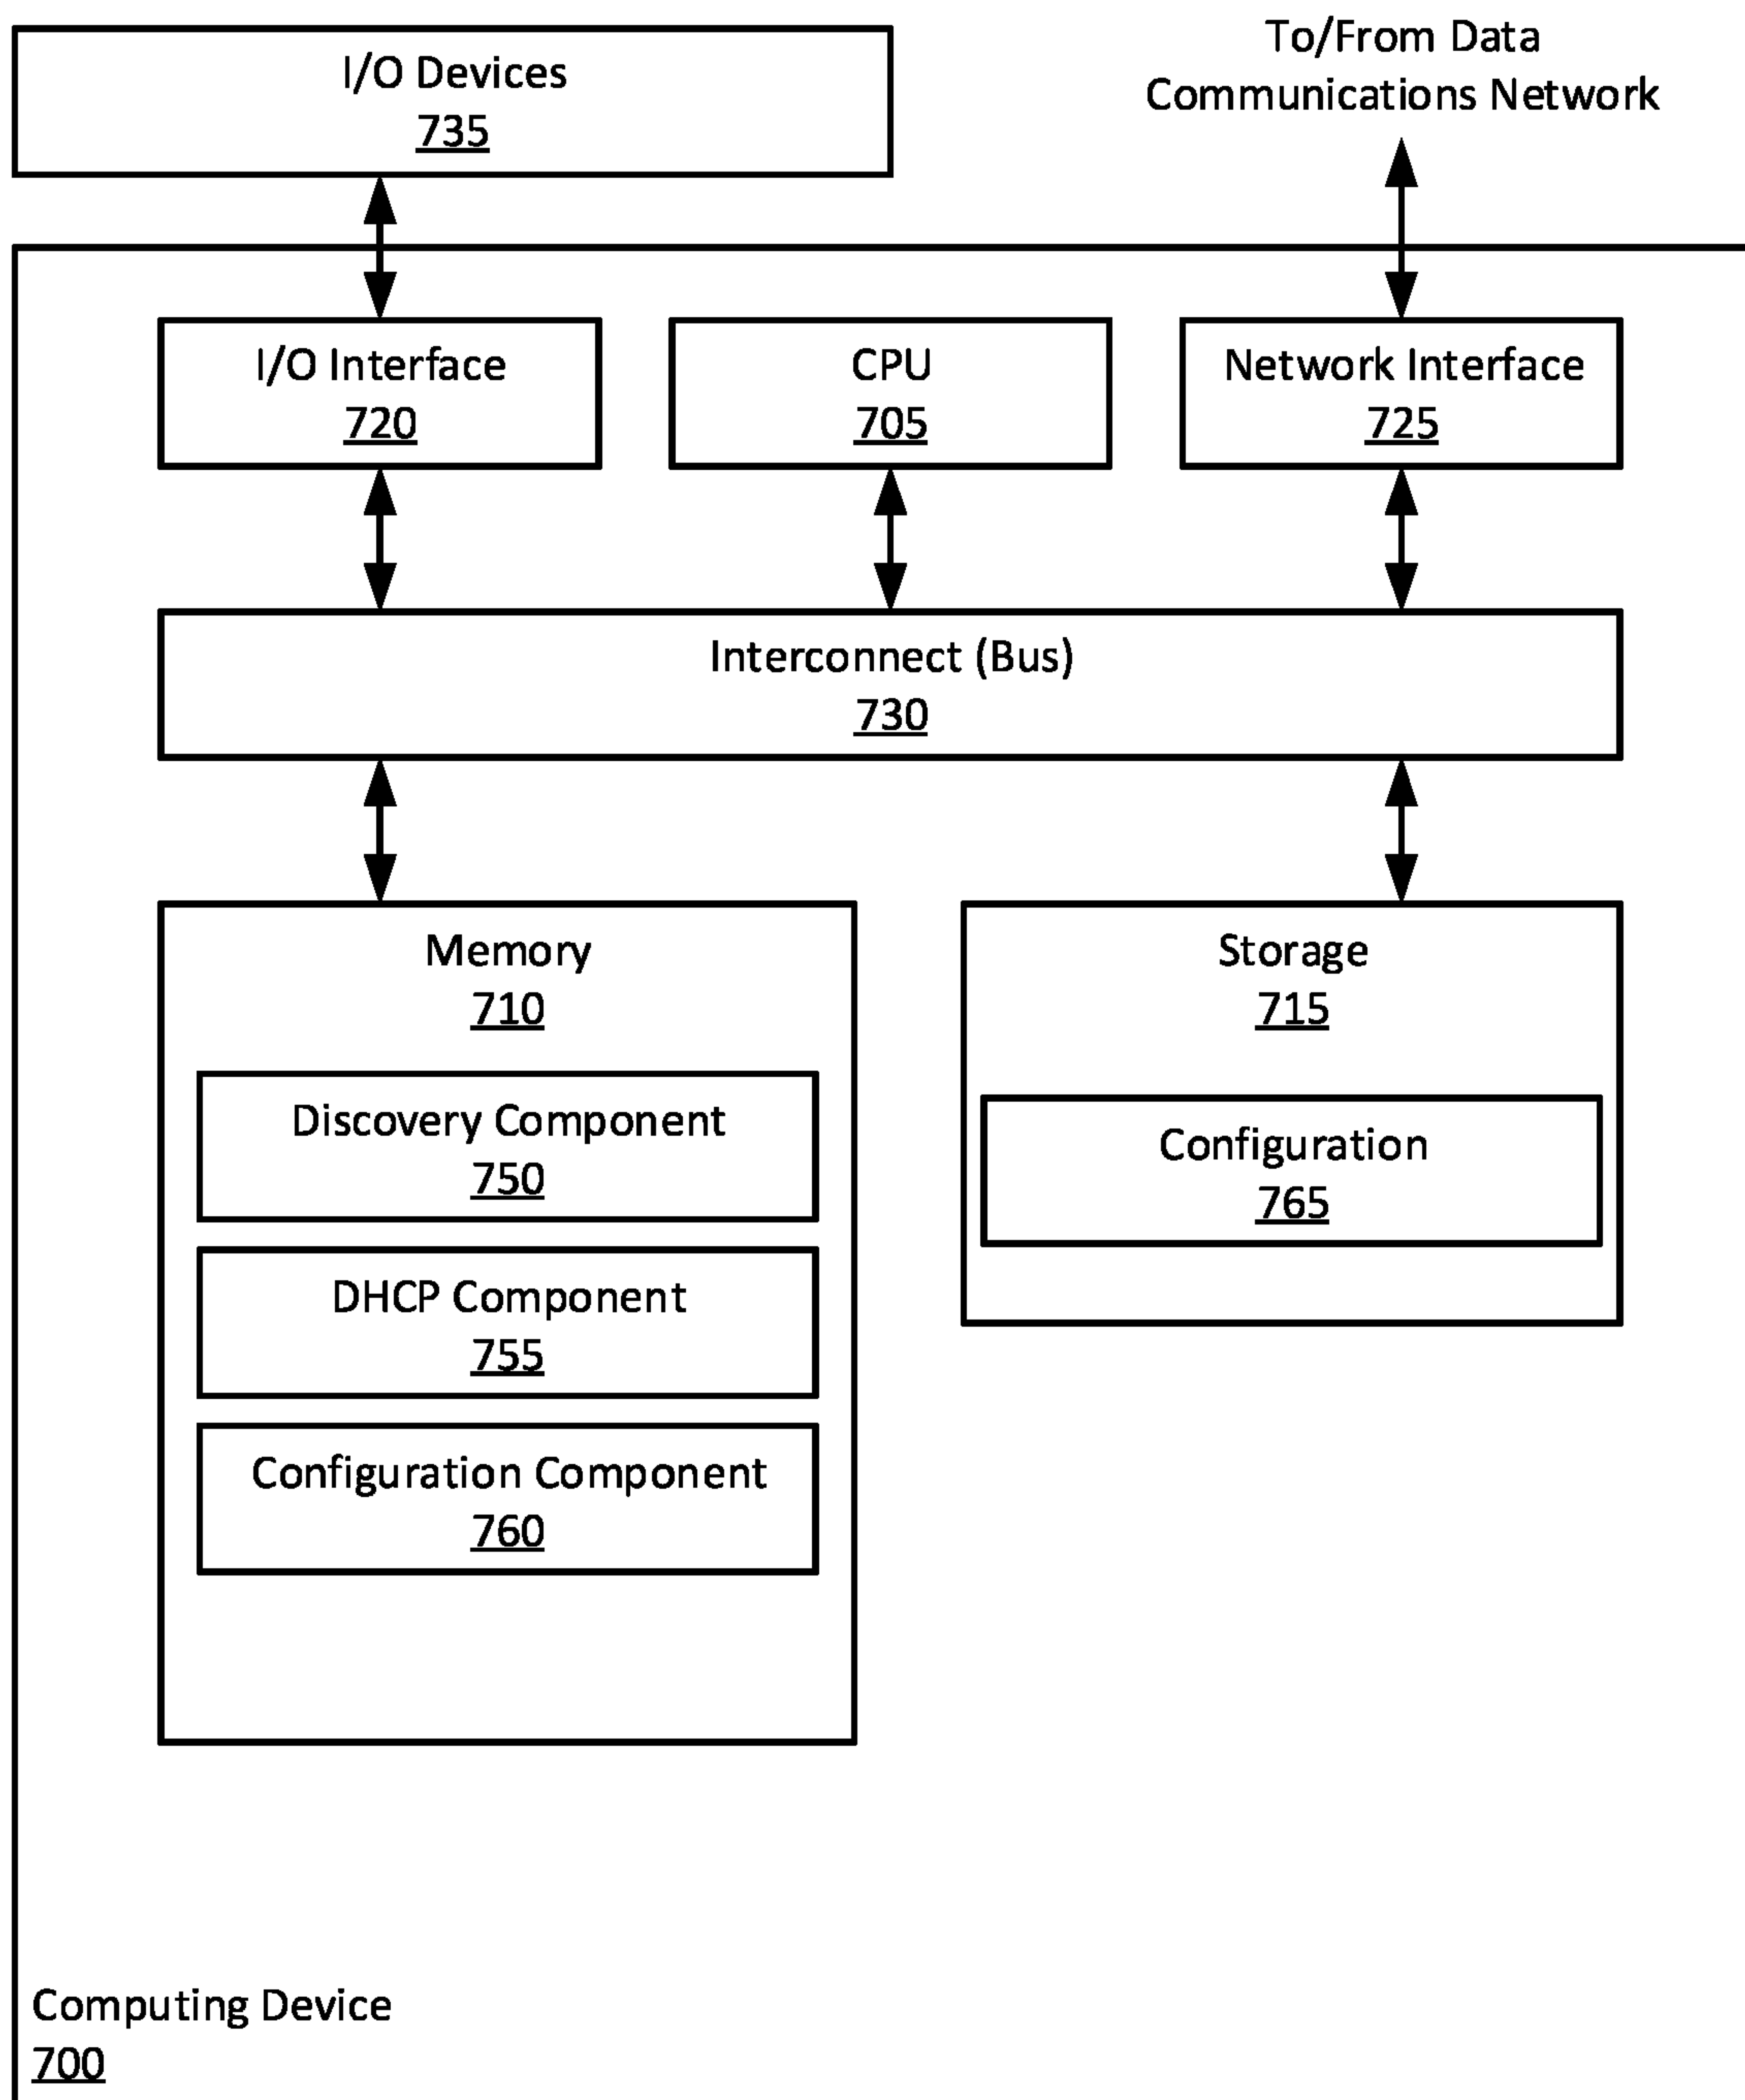 I/O Devices
735
To/From Data
Communications Network
I/O Interface
720
CPU
705
Network Interface
725
Interconnect (Bus)
730
Memory
710
Discovery Component
750
DHCP Component
755
Configuration Component
760
Storage
715
Configuration
765
Computing Device
700